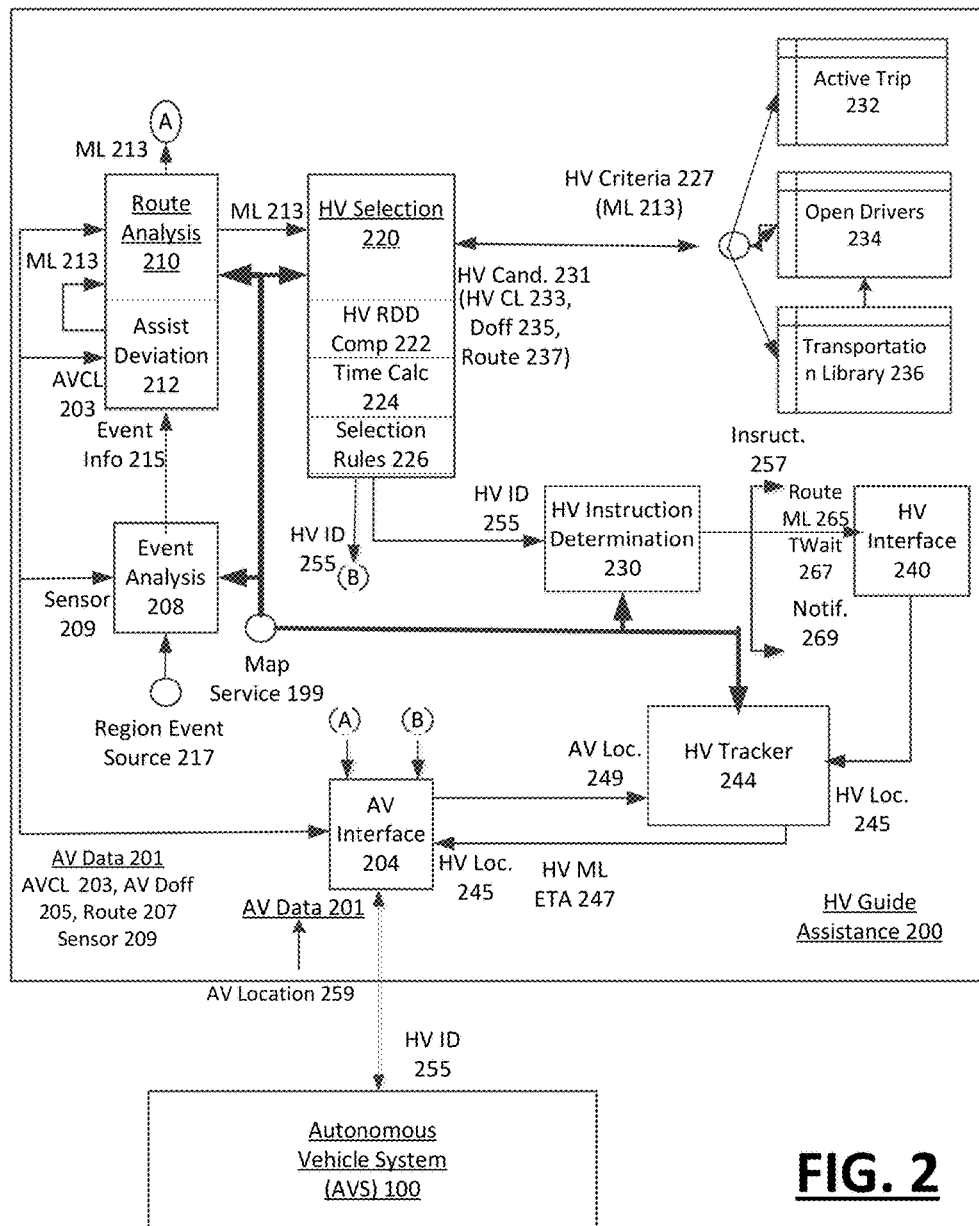 A
ML 213
Route
Analysis
210
ML 213
ML 213
Assist
Deviation
212
AVCL
203
Event
Info 215
Event
Analysis
208
Sensor
209
Region Event
Source 217
Map
Service 199
HV Selection
220
HV RDD
Comp 222
Time Calc
224
Selection
Rules 226
HV ID
255
(B)
HV Criteria 227
(ML 213)
HV Cand. 231
(HV CL 233,
Doff 235,
Route 237)
Active Trip
232
Open Drivers
234
Transportatio
n Library 236
HV ID
255
HV Instruction
Determination
230
Insruct.
257
Route
ML 265
TWait
267
Notif.
269
HV
Interface
240
(A)
(B)
AV
Interface
204
AV Loc.
249
HV Tracker
244
HV Loc.
245
HV Loc.
245
HV ML
ETA 247
AV Data 201
AVCL 203, AV Doff
205, Route 207
Sensor 209
AV Data 201
AV Location 259
HV Guide
Assistance 200
HV ID
255
Autonomous
Vehicle System
(AVS) 100
FIG. 2